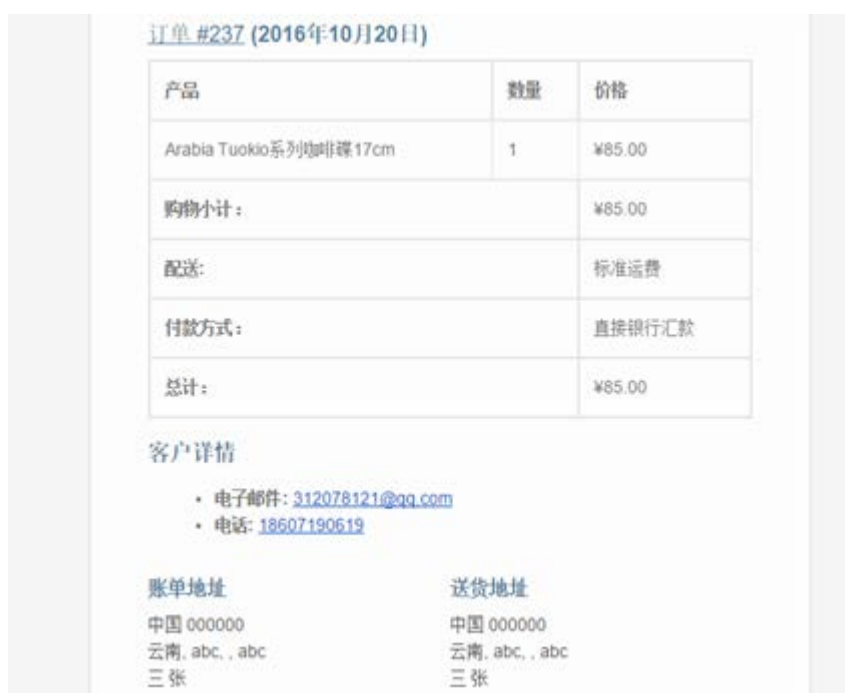 订单 #237 (2016年10月20日)
产品 数量 价格
Arabia Tuokio系列咖啡碟17cm 1 ¥85.00
购物小计： ¥85.00
配送: 标准运费
付款方式： 直接银行汇款
总计： ¥85.00
客户详情
• 电子邮件: 312078121@qq.com
• 电话: 18607190619
账单地址 送货地址
中国 000000 中国 000000
云南, abc, , abc 云南, abc, , abc
三 张 三 张